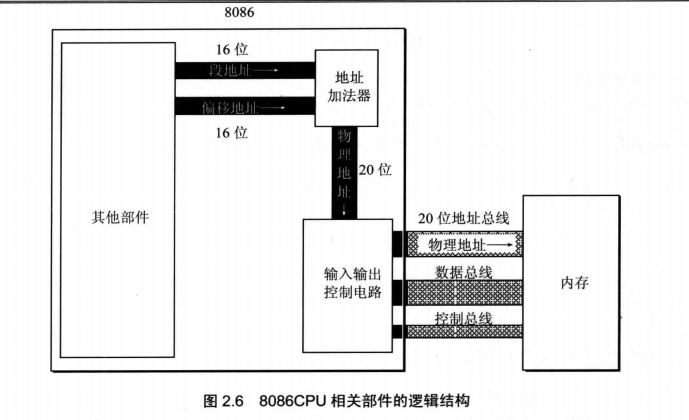 8086
16 位
段地址→
地址
加法器
偏移地址→
16 位
物理地址→
20 位
其他部件
20 位地址总线
物理地址→
输入输出
控制电路
数据总线
内存
控制总线
图 2.6 8086CPU 相关部件的逻辑结构